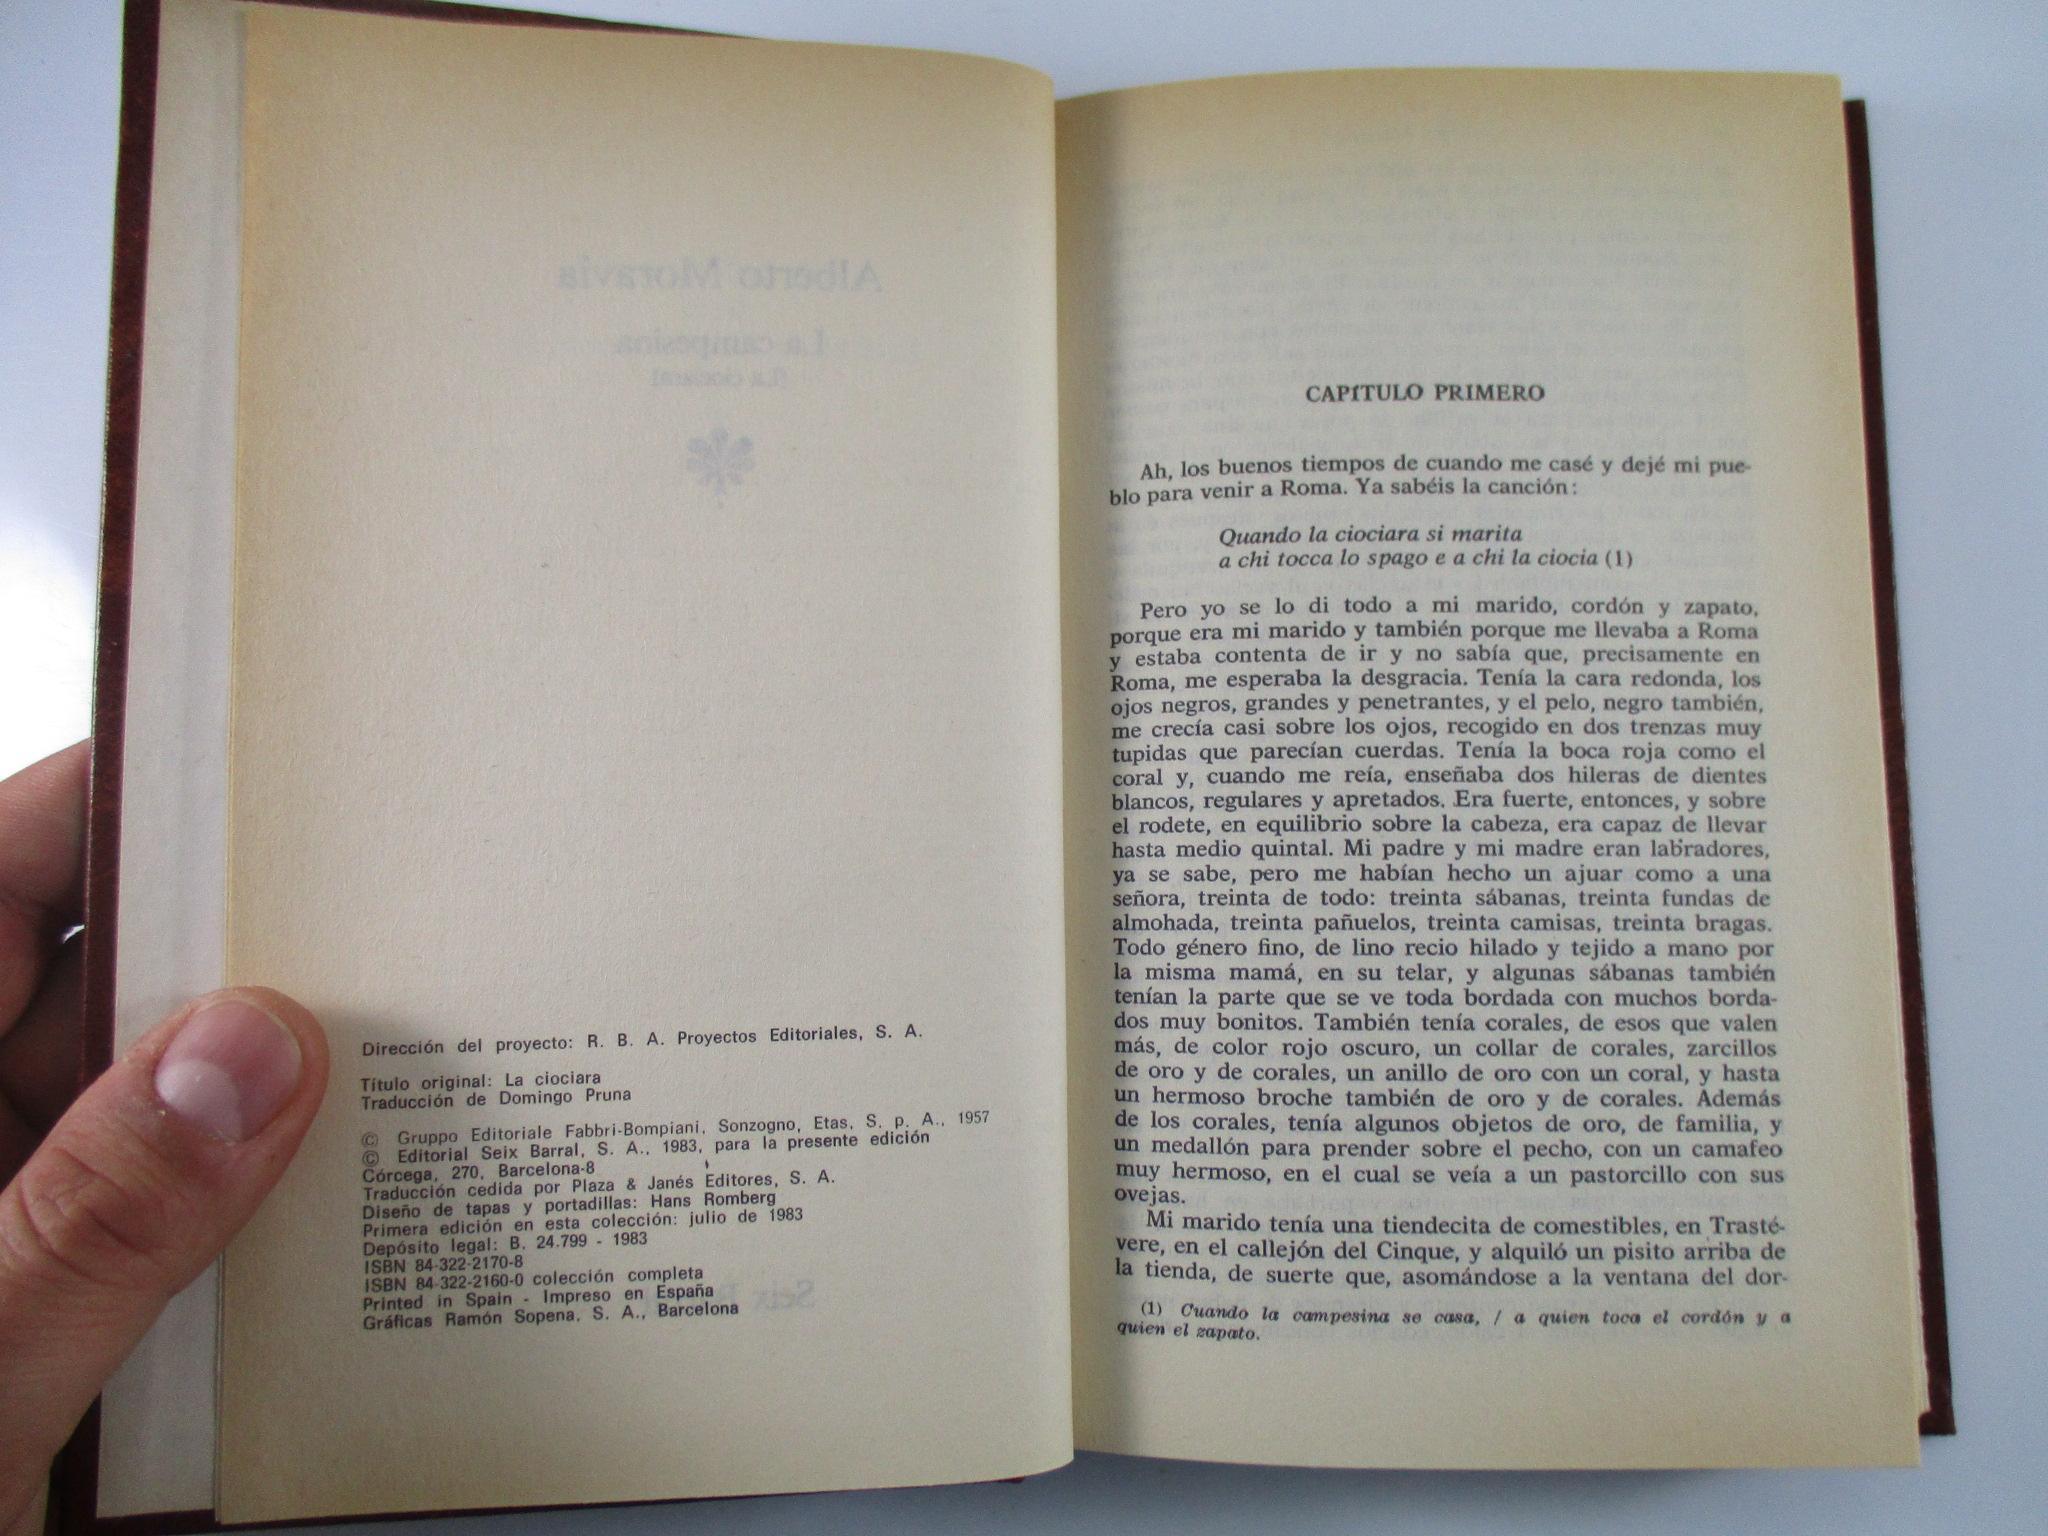 Alberto Moravia
La campesina
(La ciociara)
Dirección del proyecto: R. B. A. Proyectos Editoriales, S. A.
Título original: La ciociara
Traducción de Domingo Pruna
© Gruppo Editoriale Fabbri-Bompiani, Sonzogno, Etas, S. p. A., 1957
© Editorial Seix Barral, S. A., 1983, para la presente edición
Córcega, 270, Barcelona-8
Traducción cedida por Plaza & Janés Editores, S. A.
Diseño de tapas y portadillas: Hans Romberg
Primera edición en esta colección: julio de 1983
Depósito legal: B. 24.799 - 1983
ISBN 84-322-2170-8
ISBN 84-322-2160-0 colección completa
Printed in Spain - Impreso en España
Gráficas Ramón Sopena, S. A., Barcelona
CAPÍTULO PRIMERO
Ah, los buenos tiempos de cuando me casé y dejé mi pue-
blo para venir a Roma. Ya sabéis la canción:
Quando la ciociara si marita
a chi tocca lo spago e a chi la ciocia (1)
Pero yo se lo di todo a mi marido, cordón y zapato,
porque era mi marido y también porque me llevaba a Roma
y estaba contenta de ir y no sabía que, precisamente en
Roma, me esperaba la desgracia. Tenía la cara redonda, los
ojos negros, grandes y penetrantes, y el pelo, negro también,
me crecía casi sobre los ojos, recogido en dos trenzas muy
tupidas que parecían cuerdas. Tenía la boca roja como el
coral y, cuando me reía, enseñaba dos hileras de dientes
blancos, regulares y apretados. Era fuerte, entonces, y sobre
el rodete, en equilibrio sobre la cabeza, era capaz de llevar
hasta medio quintal. Mi padre y mi madre eran labradores,
ya se sabe, pero me habían hecho un ajuar como a una
señora, treinta de todo: treinta sábanas, treinta fundas de
almohada, treinta pañuelos, treinta camisas, treinta bragas.
Todo género fino, de lino recio hilado y tejido a mano por
la misma mamá, en su telar, y algunas sábanas también
tenían la parte que se ve toda bordada con muchos borda-
dos muy bonitos. También tenía corales, de esos que valen
más, de color rojo oscuro, un collar de corales, zarcillos
de oro y de corales, un anillo de oro con un coral, y hasta
un hermoso broche también de oro y de corales. Además
de los corales, tenía algunos objetos de oro, de familia, y
un medallón para prender sobre el pecho, con un camafeo
muy hermoso, en el cual se veía a un pastorcillo con sus
ovejas.
Mi marido tenía una tiendecita de comestibles, en Trasté-
vere, en el callejón del Cinque, y alquiló un pisito arriba de
la tienda, de suerte que, asomándose a la ventana del dor-
(1) Cuando la campesina se casa, / a quien toca el cordón y a
quien el zapato.